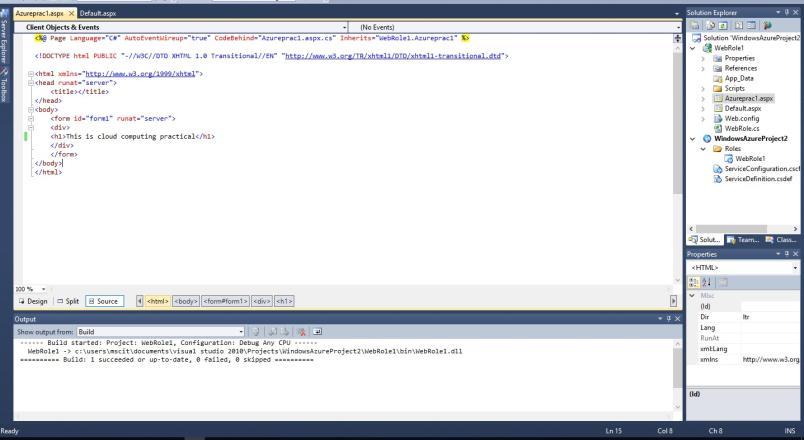 Azureprac1.aspx × Default.aspx
Client Objects & Events (No Events)
<%@ Page Language="C#" AutoEventWireup="true" CodeBehind="Azureprac1.aspx.cs" Inherits="WebRole1.Azureprac1" %>
<!DOCTYPE html PUBLIC "-//W3C//DTD XHTML 1.0 Transitional//EN" "http://www.w3.org/TR/xhtml1/DTD/xhtml1-transitional.dtd">
<html xmlns="http://www.w3.org/1999/xhtml">
<head runat="server">
<title></title>
</head>
<body>
<form id="form1" runat="server">
<div>
<h1>This is cloud computing practical</h1>
</div>
</form>
</body>
</html>
100 %
Design Split Source <html> <body> <form#form1> <div> <h1>
Output
Show output from: Build
------ Build started: Project: WebRole1, Configuration: Debug Any CPU ------
WebRole1 -> c:\users\mscit\documents\visual studio 2010\Projects\WindowsAzureProject2\WebRole1\bin\WebRole1.dll
========== Build: 1 succeeded or up-to-date, 0 failed, 0 skipped ==========
Ready Ln 15 Col 8 Ch 8 INS
Server Explorer
Toolbox
Solution Explorer
Solution 'WindowsAzureProject2
WebRole1
Properties
References
App_Data
Scripts
Azureprac1.aspx
Default.aspx
Web.config
WebRole.cs
WindowsAzureProject2
Roles
WebRole1
ServiceConfiguration.cscf
ServiceDefinition.csdef
Solut... Team... Class...
Properties
<HTML>
Misc
(Id)
Dir ltr
Lang
RunAt
xml:Lang
xmlns http://www.w3.org
(Id)